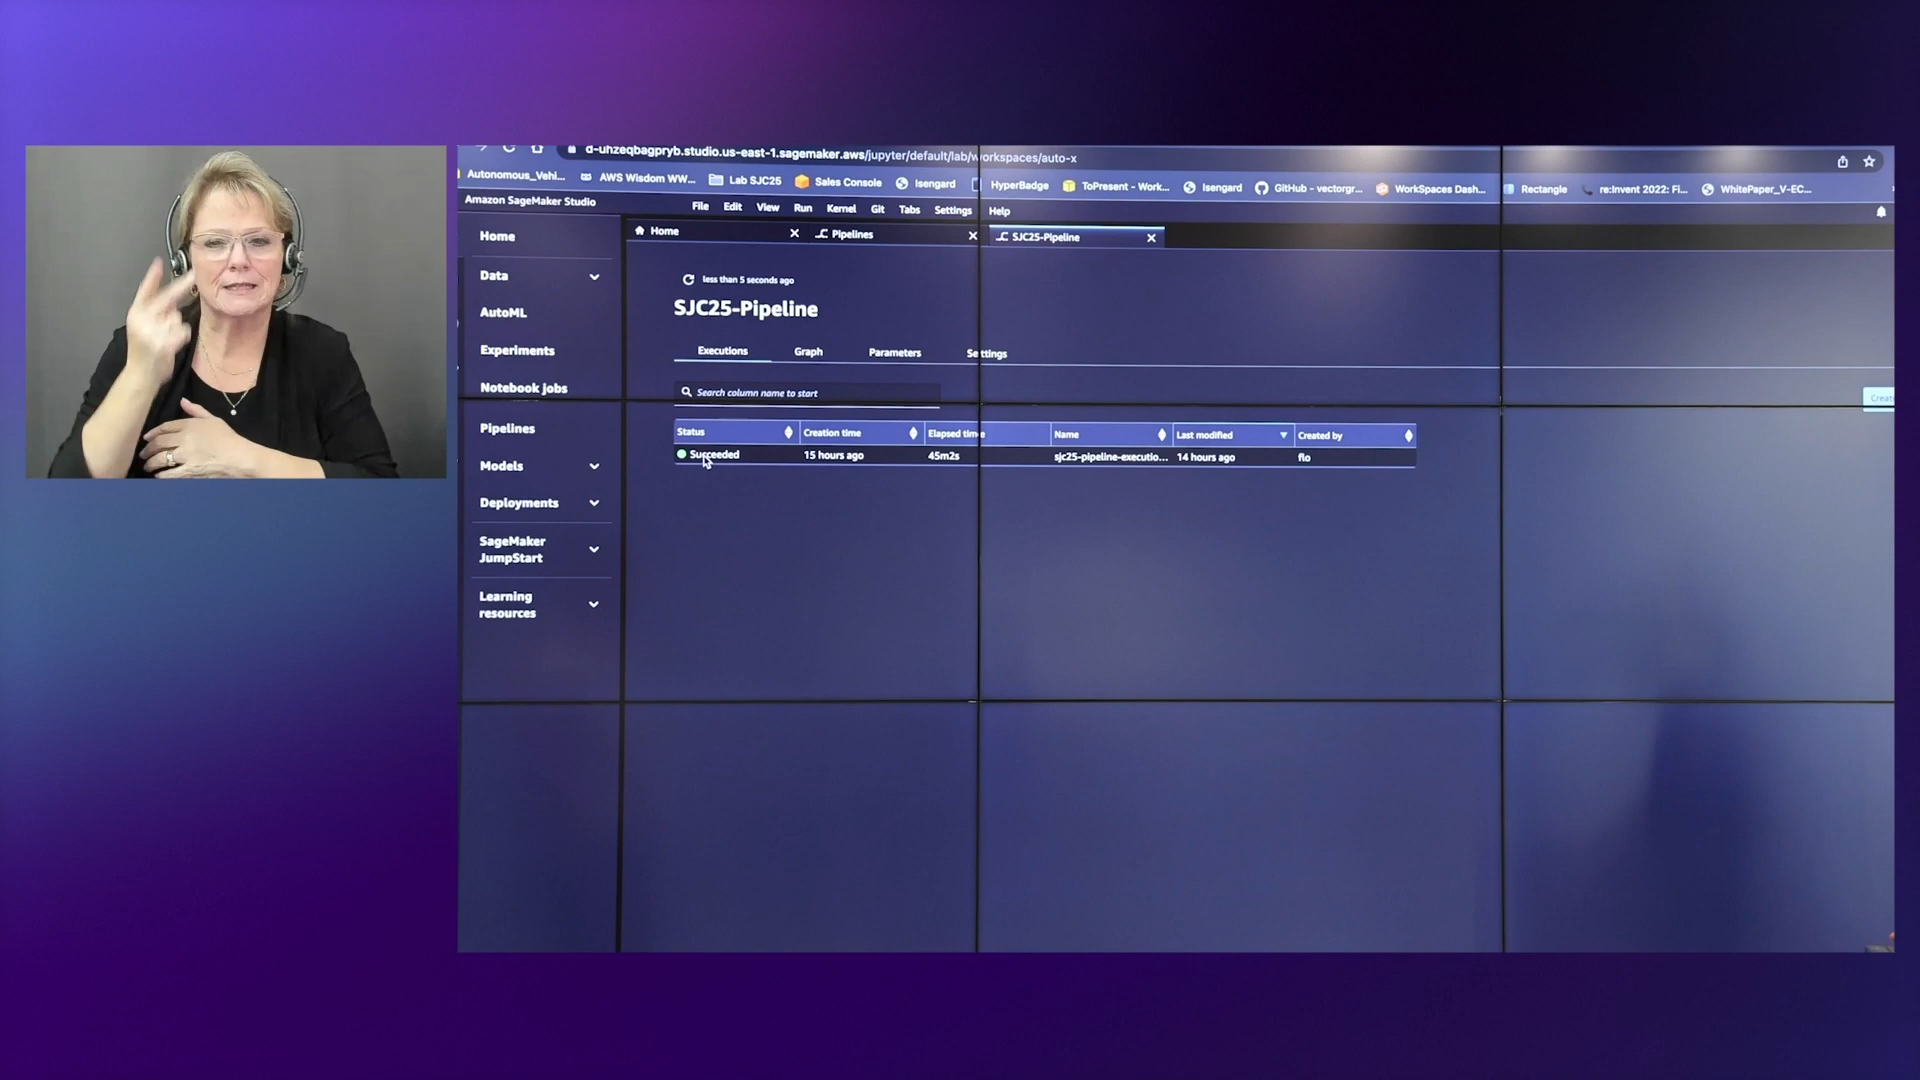 d-uhzeqbagpryb.studio.us-east-1.sagemaker.aws/jupyter/default/lab/workspaces/auto-x
Autonomous_Vehi... AWS Wisdom WW... Lab SJC25 Sales Console Isengard HyperBadge ToPresent - Work... Isengard GitHub - vectorgr... WorkSpaces Dash... Rectangle re:Invent 2022: Fi... WhitePaper_V-EC...
Amazon SageMaker Studio File Edit View Run Kernel Git Tabs Settings Help
Home Pipelines SJC25-Pipeline
Home
Data
AutoML
Experiments
Notebook jobs
Pipelines
Models
Deployments
SageMaker
JumpStart
Learning
resources
less than 5 seconds ago
SJC25-Pipeline
Executions Graph Parameters Settings
Search column name to start
Status Creation time Elapsed time Name Last modified Created by
Succeeded 15 hours ago 45m2s sjc25-pipeline-executio... 14 hours ago flo